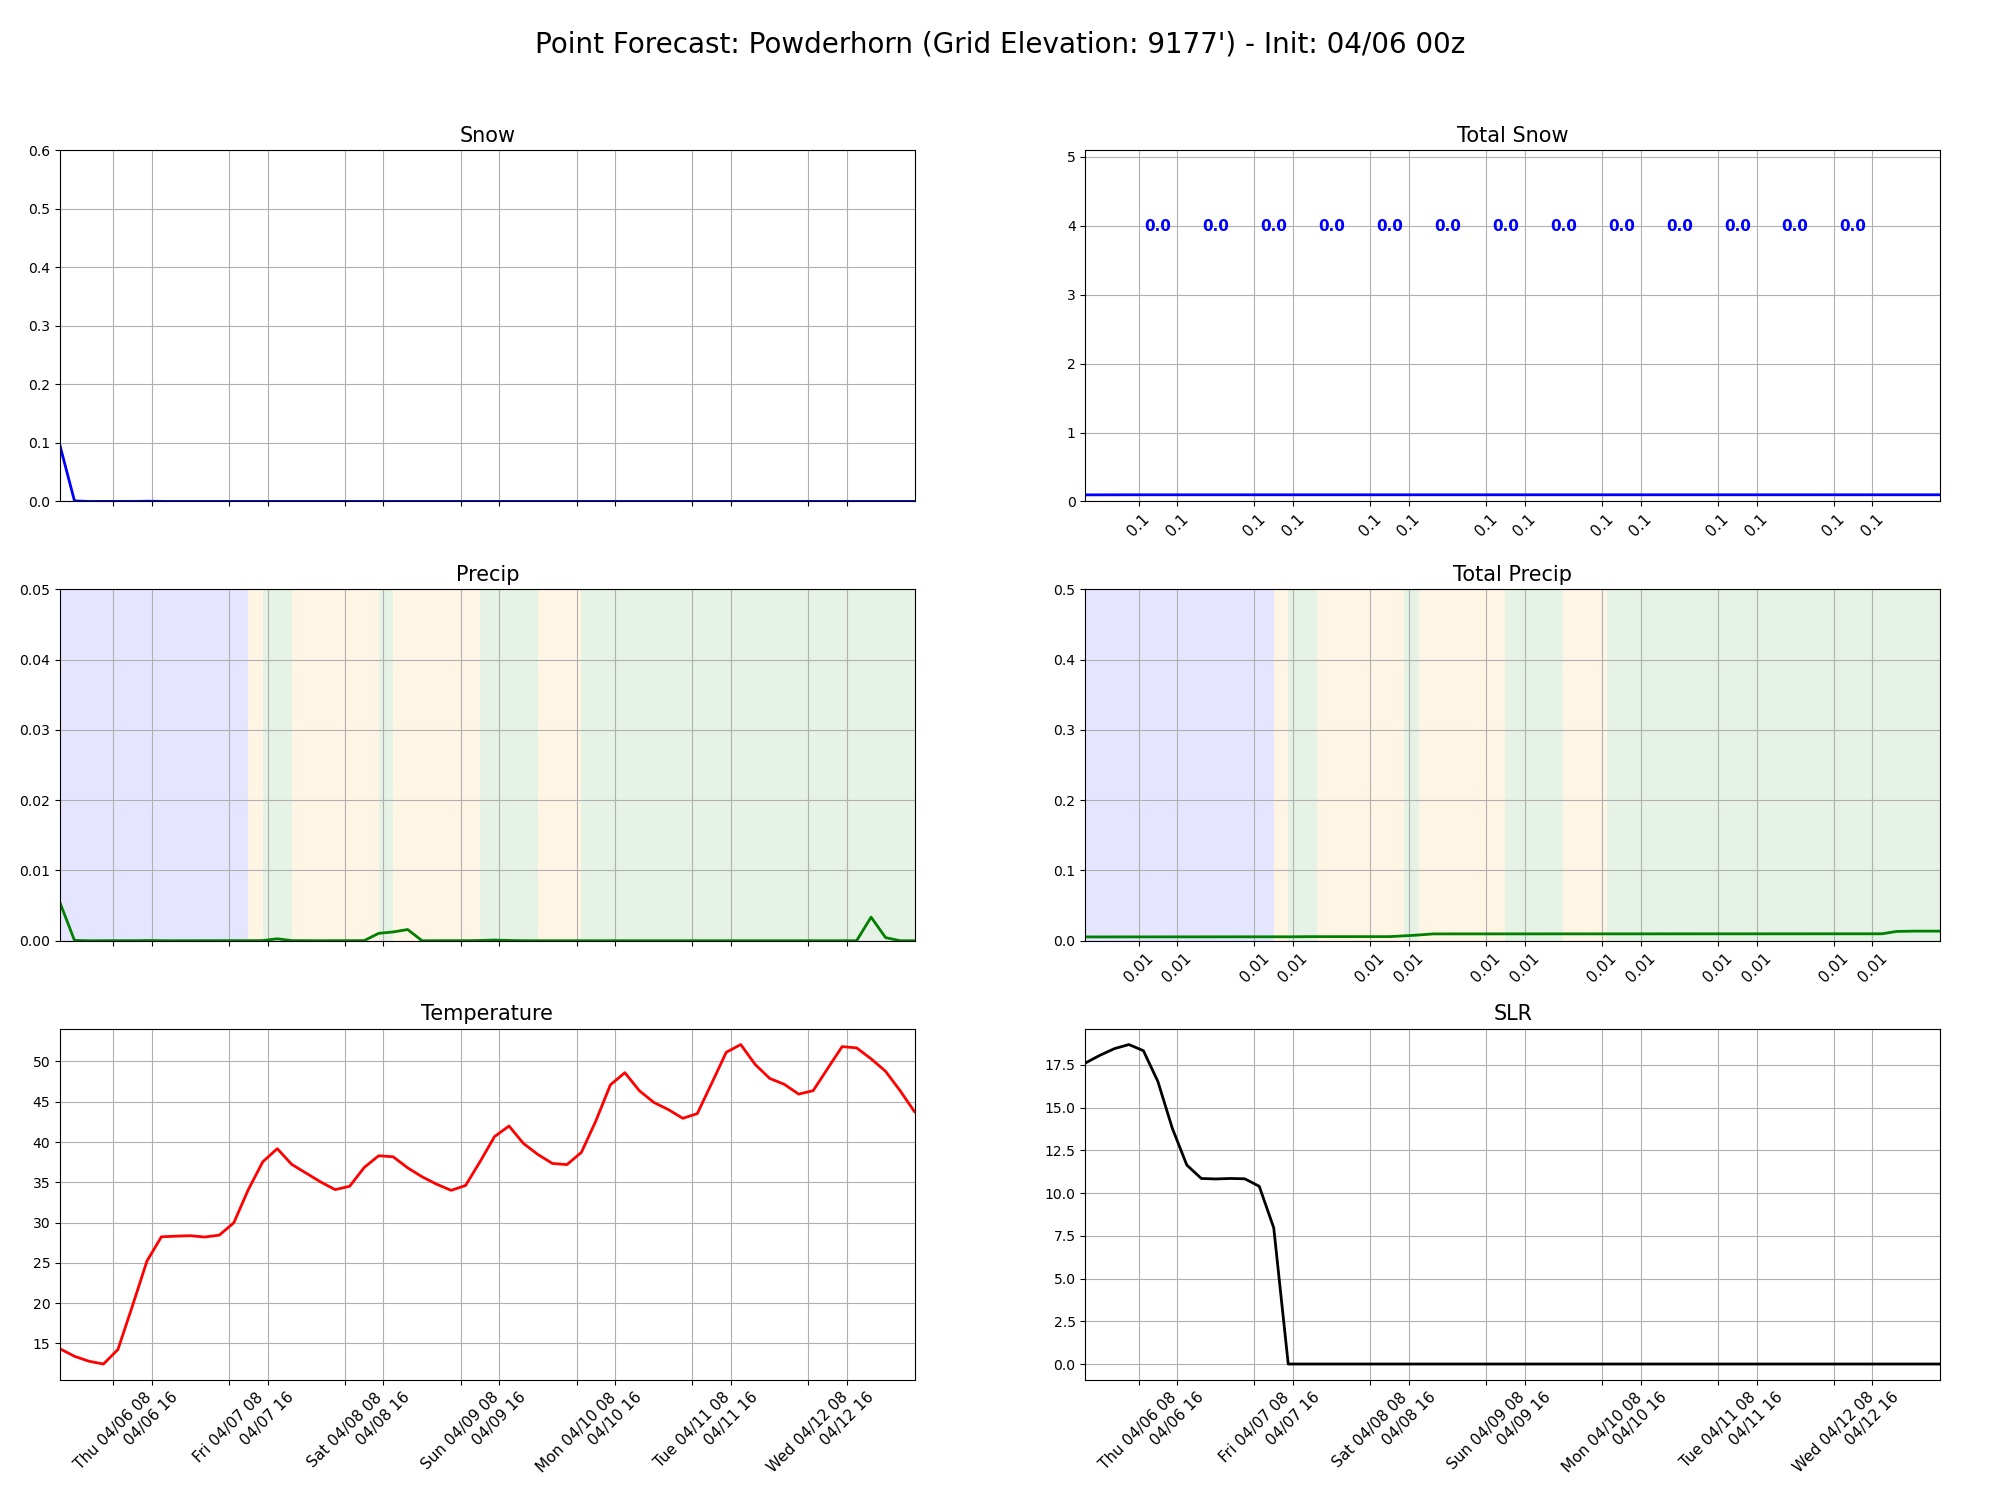 Point Forecast: Powderhorn (Grid Elevation: 9177') - Init: 04/06 00z
Snow
0.6
0.5
0.4
0.3
0.2
0.1
0.0
Total Snow
5
4
3
2
1
0
0.0 0.0 0.0 0.0 0.0 0.0 0.0 0.0 0.0 0.0 0.0 0.0 0.0
0.1 0.1 0.1 0.1 0.1 0.1 0.1 0.1 0.1 0.1 0.1 0.1 0.1 0.1
Precip
0.05
0.04
0.03
0.02
0.01
0.00
Total Precip
0.5
0.4
0.3
0.2
0.1
0.0
0.01 0.01 0.01 0.01 0.01 0.01 0.01 0.01 0.01 0.01 0.01 0.01 0.01 0.01
Temperature
50
45
40
35
30
25
20
15
Thu 04/06 08
04/06 16
Fri 04/07 08
04/07 16
Sat 04/08 08
04/08 16
Sun 04/09 08
04/09 16
Mon 04/10 08
04/10 16
Tue 04/11 08
04/11 16
Wed 04/12 08
04/12 16
SLR
17.5
15.0
12.5
10.0
7.5
5.0
2.5
0.0
Thu 04/06 08
04/06 16
Fri 04/07 08
04/07 16
Sat 04/08 08
04/08 16
Sun 04/09 08
04/09 16
Mon 04/10 08
04/10 16
Tue 04/11 08
04/11 16
Wed 04/12 08
04/12 16